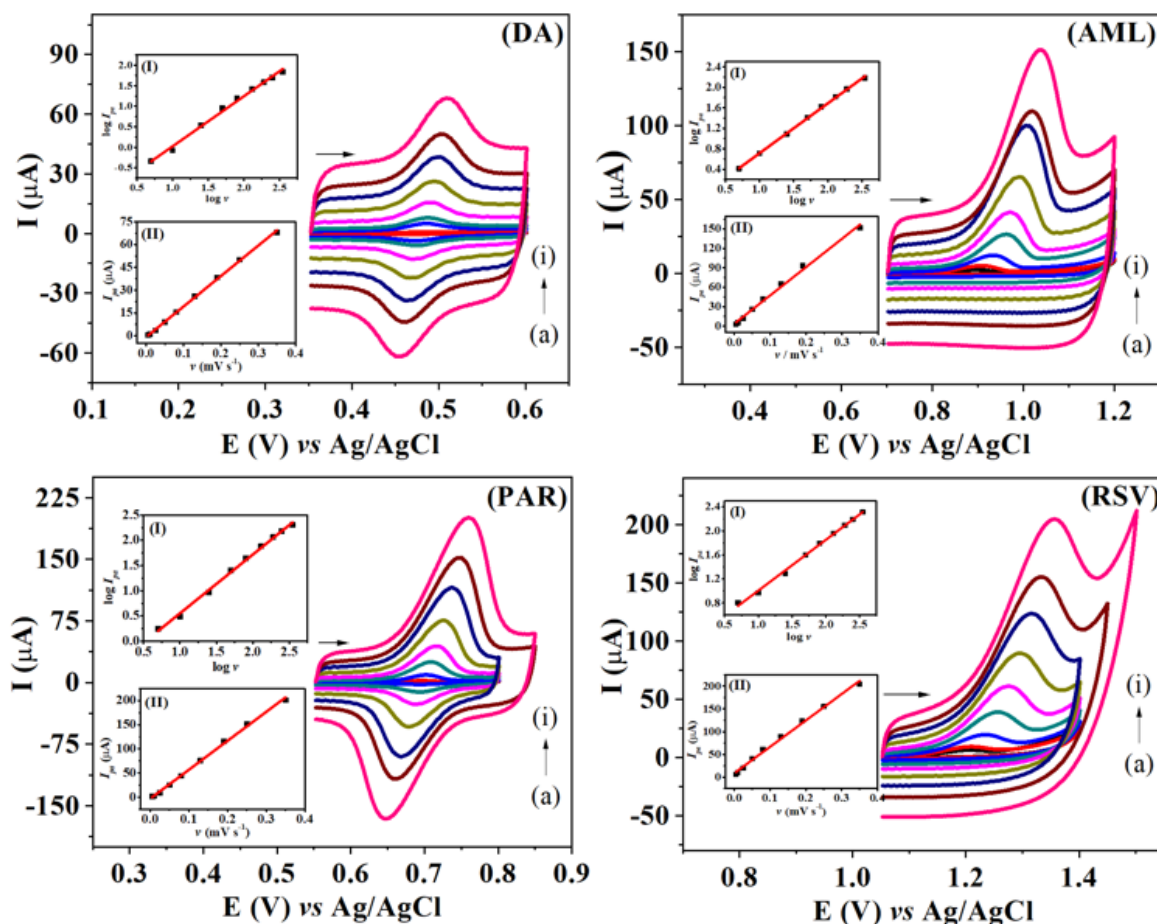 (DA)
90
60
30
0
-30
-60
I (μA)
0.1 0.2 0.3 0.4 0.5 0.6
E (V) vs Ag/AgCl
(I)
2.0
1.5
1.0
0.5
0.0
-0.5
log Ipa
0.5 1.0 1.5 2.0 2.5
log v
(II)
75
60
45
30
15
0
Ipa (μA)
0.0 0.1 0.2 0.3 0.4
v (mV s⁻¹)
(i)
(a)
(AML)
150
100
50
0
-50
I (μA)
0.4 0.6 0.8 1.0 1.2
E (V) vs Ag/AgCl
(I)
2.4
2.0
1.6
1.2
0.8
0.4
log Ipa
0.5 1.0 1.5 2.0 2.5
log v
(II)
150
120
90
60
30
0
Ipa (μA)
0.0 0.1 0.2 0.3 0.4
v / mV s⁻¹
(i)
(a)
(PAR)
225
150
75
0
-75
-150
I (μA)
0.3 0.4 0.5 0.6 0.7 0.8 0.9
E (V) vs Ag/AgCl
(I)
2.5
2.0
1.5
1.0
0.5
0.0
log Ipa
0.5 1.0 1.5 2.0 2.5
log v
(II)
200
150
100
50
0
Ipa (μA)
0.0 0.1 0.2 0.3 0.4
v (mV s⁻¹)
(i)
(a)
(RSV)
200
150
100
50
0
-50
I (μA)
0.8 1.0 1.2 1.4
E (V) vs Ag/AgCl
(I)
2.4
2.0
1.6
1.2
0.8
log Ipa
0.5 1.0 1.5 2.0 2.5
log v
(II)
200
150
100
50
0
Ipa (μA)
0.0 0.1 0.2 0.3 0.4
v (mV s⁻¹)
(i)
(a)